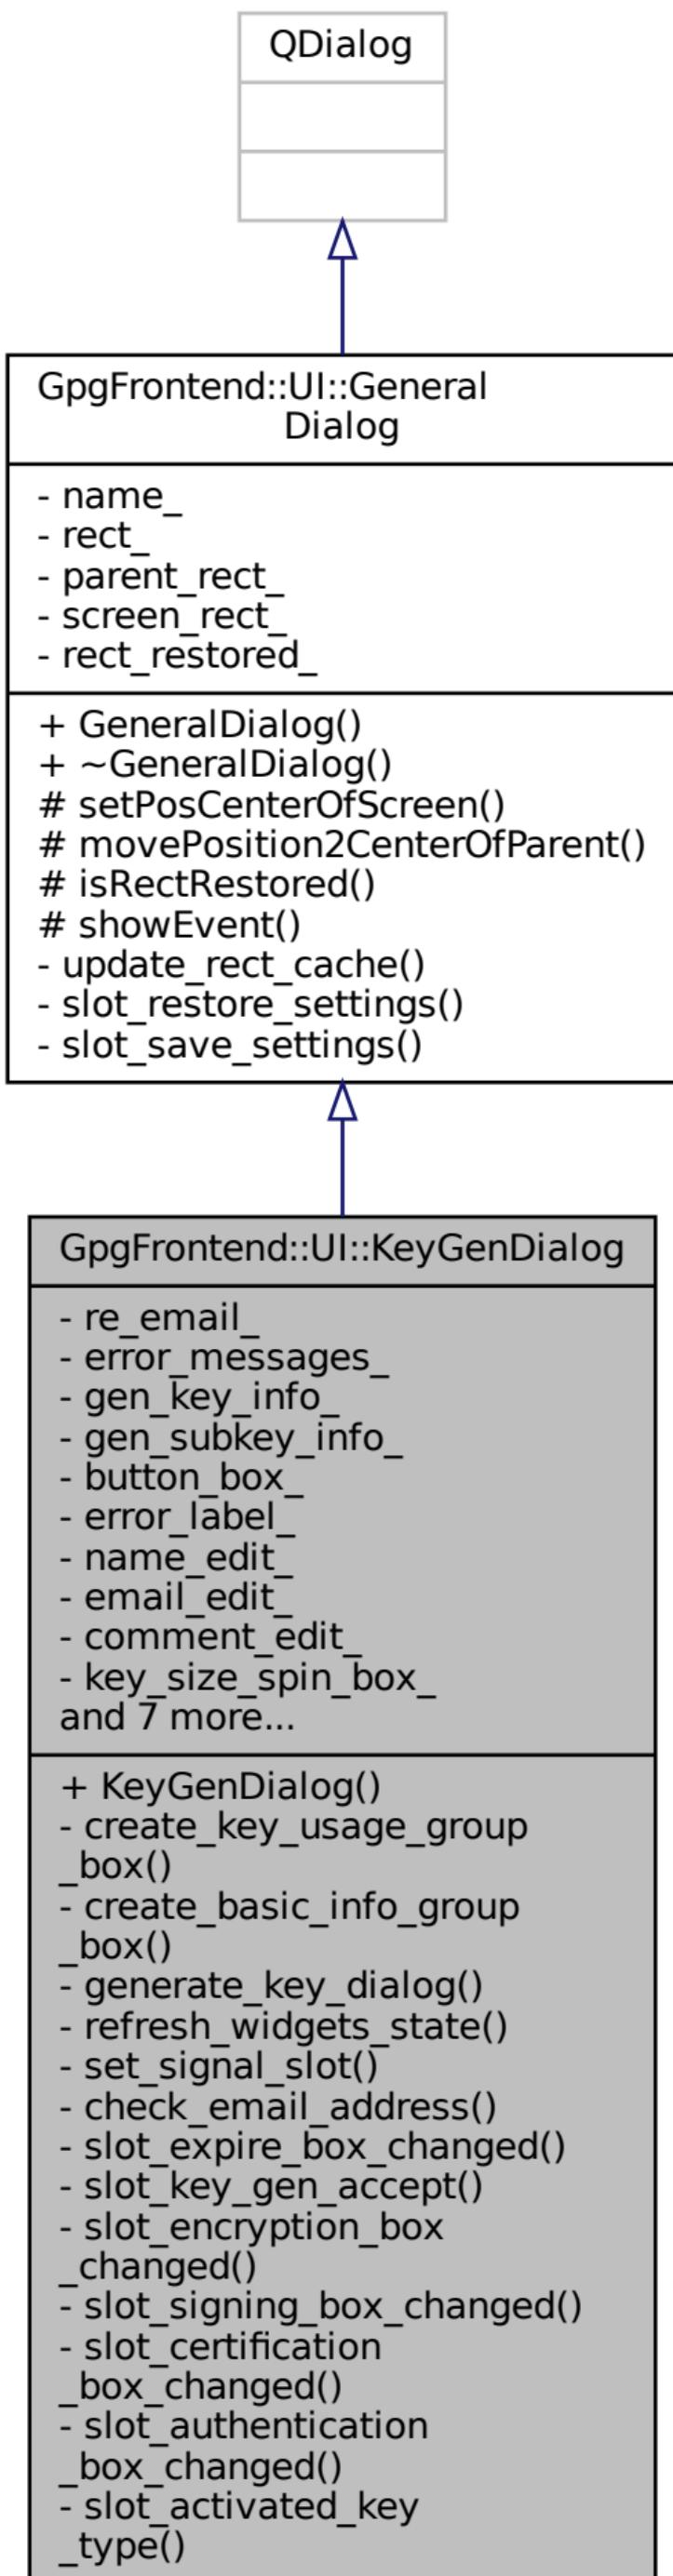 QDialog
GpgFrontend::UI::General
Dialog
- name_
- rect_
- parent_rect_
- screen_rect_
- rect_restored_
+ GeneralDialog()
+ ~GeneralDialog()
# setPosCenterOfScreen()
# movePosition2CenterOfParent()
# isRectRestored()
# showEvent()
- update_rect_cache()
- slot_restore_settings()
- slot_save_settings()
GpgFrontend::UI::KeyGenDialog
- re_email_
- error_messages_
- gen_key_info_
- gen_subkey_info_
- button_box_
- error_label_
- name_edit_
- email_edit_
- comment_edit_
- key_size_spin_box_
and 7 more...
+ KeyGenDialog()
- create_key_usage_group
_box()
- create_basic_info_group
_box()
- generate_key_dialog()
- refresh_widgets_state()
- set_signal_slot()
- check_email_address()
- slot_expire_box_changed()
- slot_key_gen_accept()
- slot_encryption_box
_changed()
- slot_signing_box_changed()
- slot_certification
_box_changed()
- slot_authentication
_box_changed()
- slot_activated_key
_type()